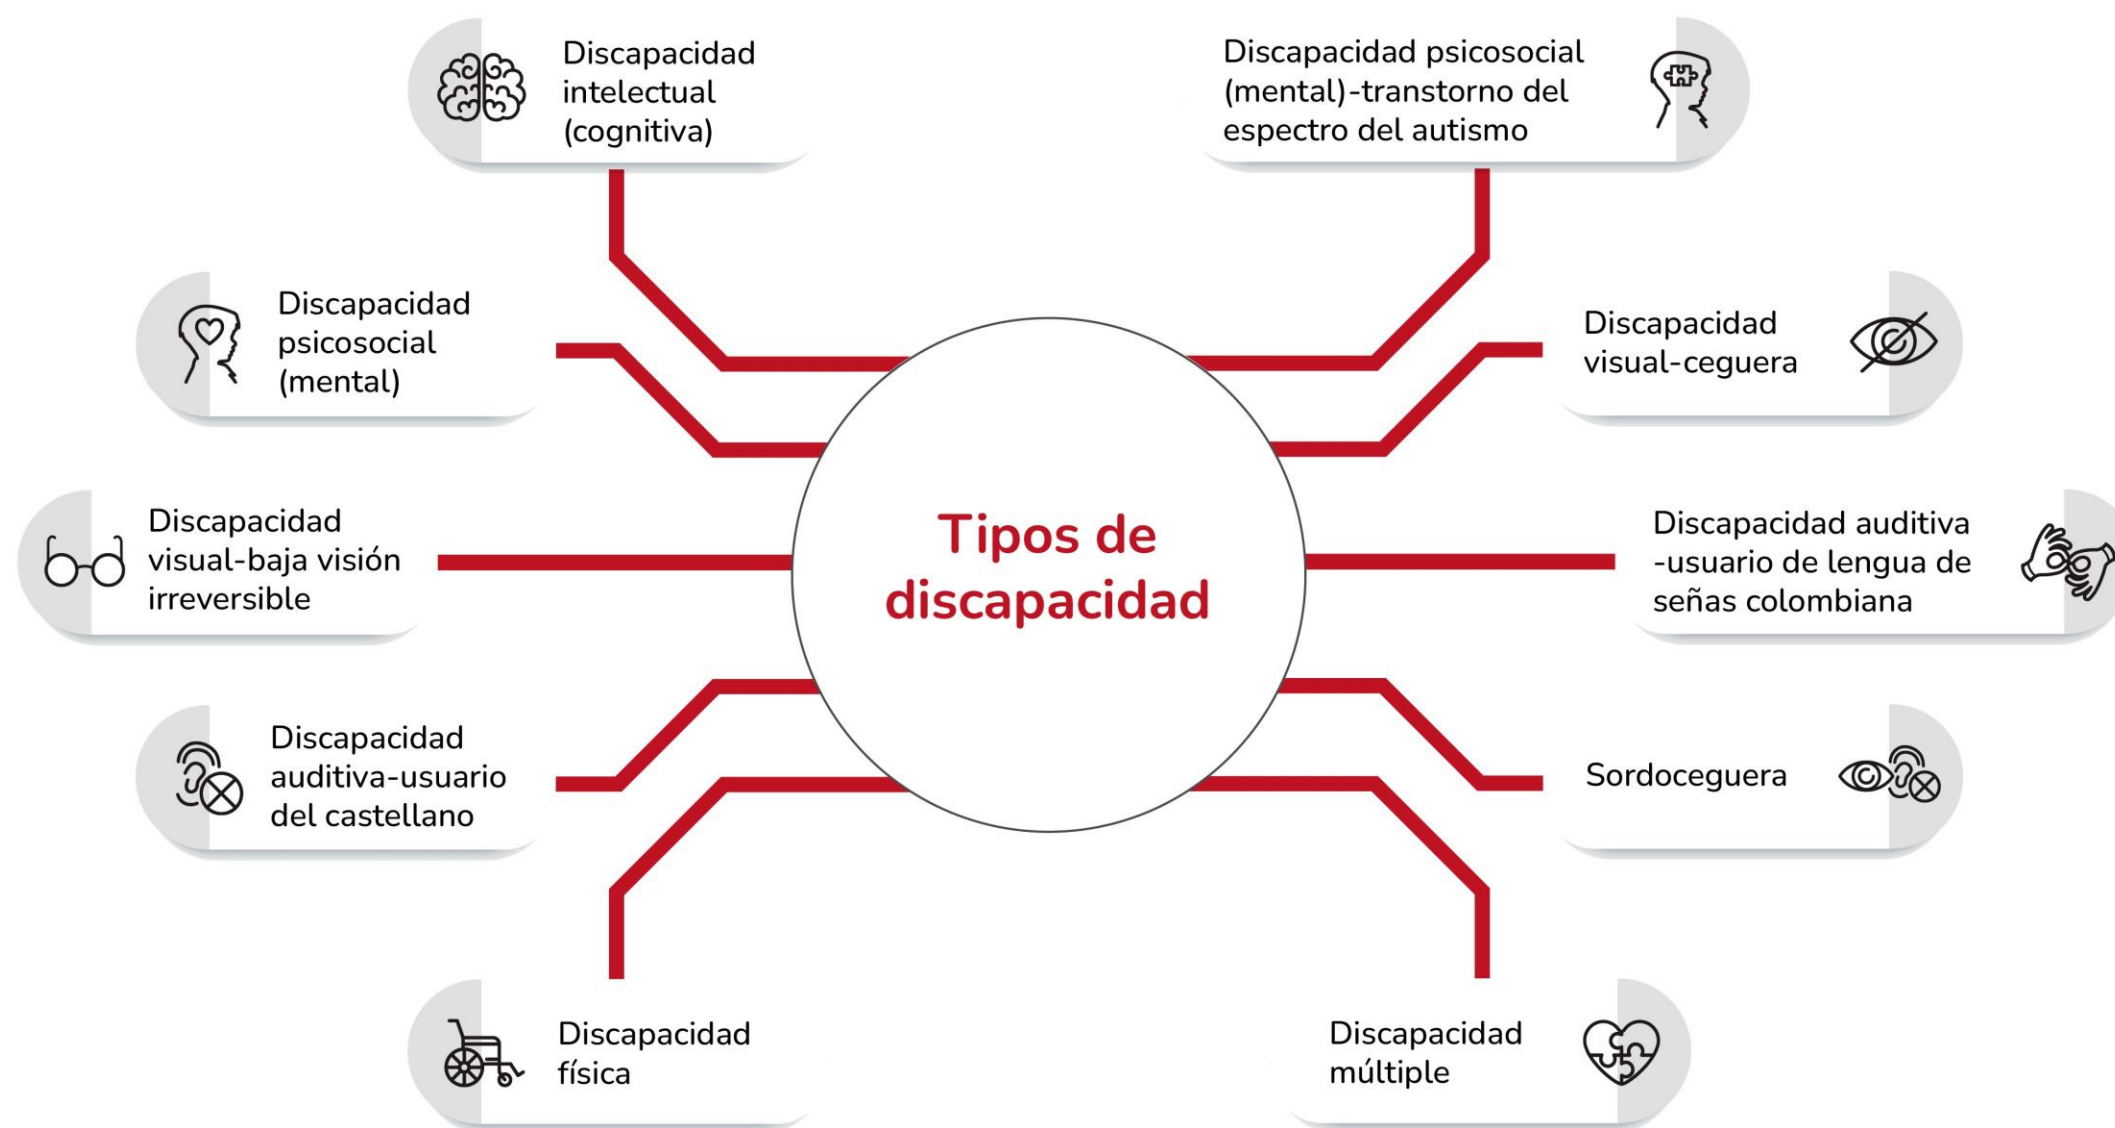 Discapacidad
intelectual
(cognitiva)
Discapacidad psicosocial
(mental)-transtorno del
espectro del autismo
Discapacidad
psicosocial
(mental)
Discapacidad
visual-ceguera
Discapacidad
visual-baja visión
irreversible
Tipos de
discapacidad
Discapacidad auditiva
-usuario de lengua de
señas colombiana
Discapacidad
auditiva-usuario
del castellano
Sordoceguera
Discapacidad
física
Discapacidad
múltiple